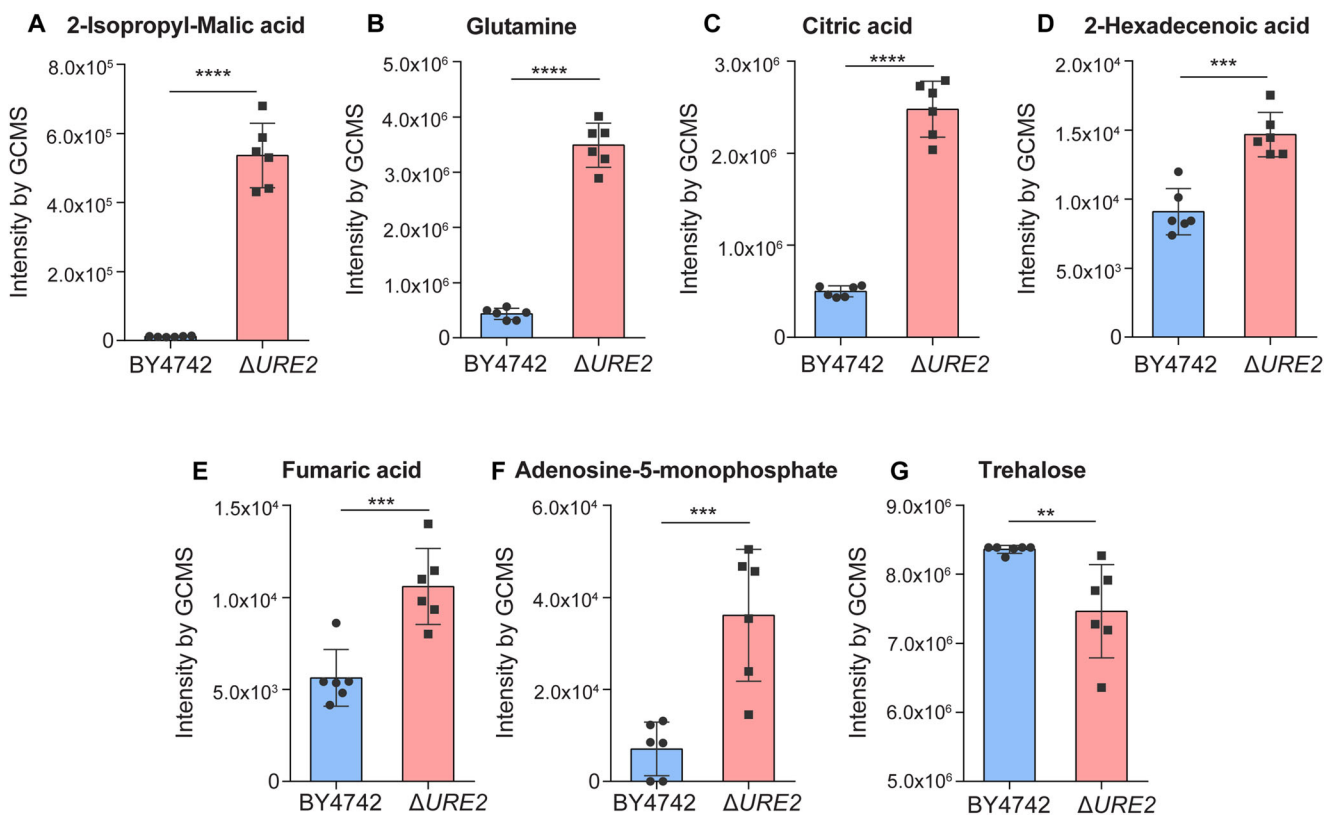 A 2-Isopropyl-Malic acid
Intensity by GCMS
8.0x10⁵
6.0x10⁵
4.0x10⁵
2.0x10⁵
0
****
BY4742 ΔURE2
B Glutamine
Intensity by GCMS
5.0x10⁶
4.0x10⁶
3.0x10⁶
2.0x10⁶
1.0x10⁶
0
****
BY4742 ΔURE2
C Citric acid
Intensity by GCMS
3.0x10⁶
2.0x10⁶
1.0x10⁶
0
****
BY4742 ΔURE2
D 2-Hexadecenoic acid
Intensity by GCMS
2.0x10⁴
1.5x10⁴
1.0x10⁴
5.0x10³
0
***
BY4742 ΔURE2
E Fumaric acid
Intensity by GCMS
1.5x10⁴
1.0x10⁴
5.0x10³
0
***
BY4742 ΔURE2
F Adenosine-5-monophosphate
Intensity by GCMS
6.0x10⁴
4.0x10⁴
2.0x10⁴
0
***
BY4742 ΔURE2
G Trehalose
Intensity by GCMS
9.0x10⁶
8.0x10⁶
7.0x10⁶
6.0x10⁶
5.0x10⁶
**
BY4742 ΔURE2